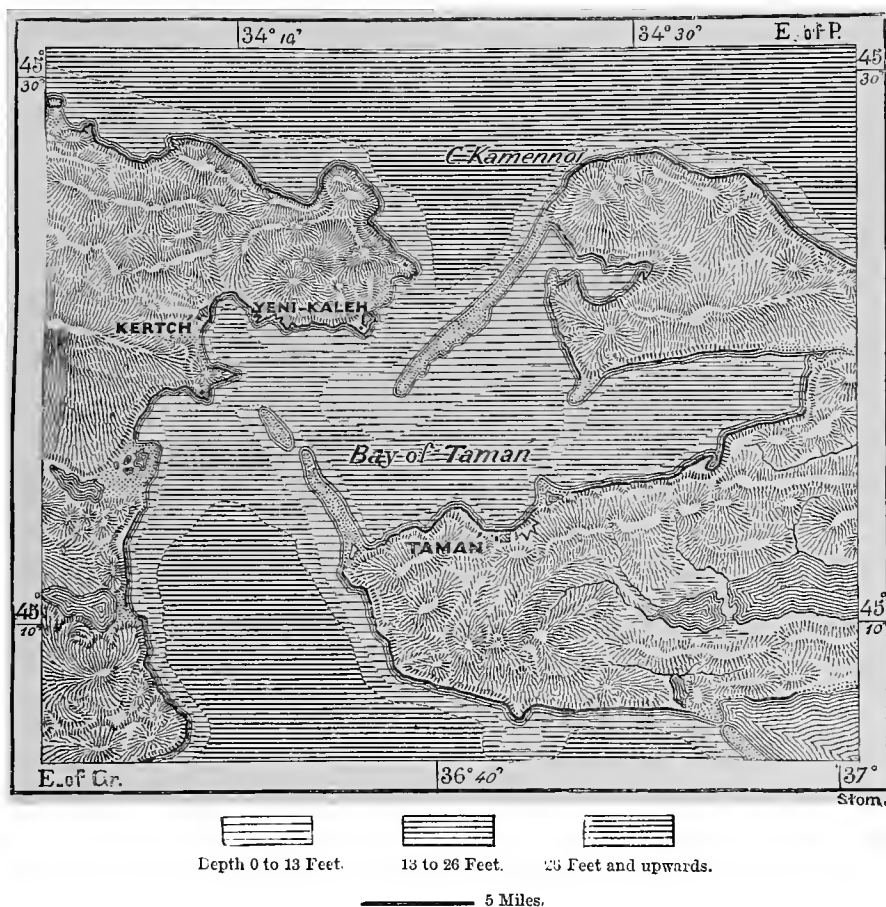 34° 10' 34° 30' E. of P.
45° 30' 45° 30'
C. Kamennoi
YENI-KALEH
KERTCH
Bay of Taman
TAMAN
45° 10' 45° 10'
E. of Gr. 36° 40' 37°
Depth 0 to 13 Feet. 13 to 26 Feet. 26 Feet and upwards.
5 Miles.